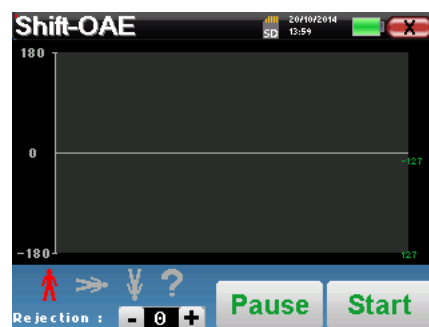 Shift-OAE
SD
20/10/2014
13:59
X
180
0
-127
-180
127
?
Rejection :
- 0 +
Pause
Start